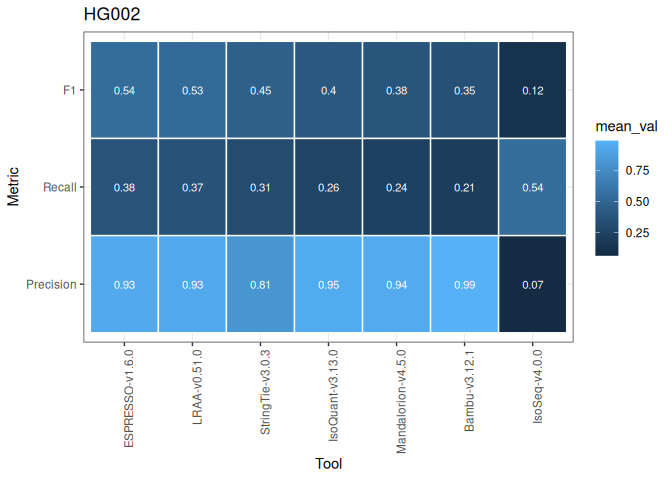 HG002
F1
0.54 0.53 0.45 0.4 0.38 0.35 0.12
Recall
0.38 0.37 0.31 0.26 0.24 0.21 0.54
Precision
0.93 0.93 0.81 0.95 0.94 0.99 0.07
Metric
ESPRESSO-v1.6.0
LRAA-v0.51.0
StringTie-v3.0.3
IsoQuant-v3.13.0
Mandalorion-v4.5.0
Bambu-v3.12.1
IsoSeq-v4.0.0
Tool
mean_val
0.75
0.50
0.25